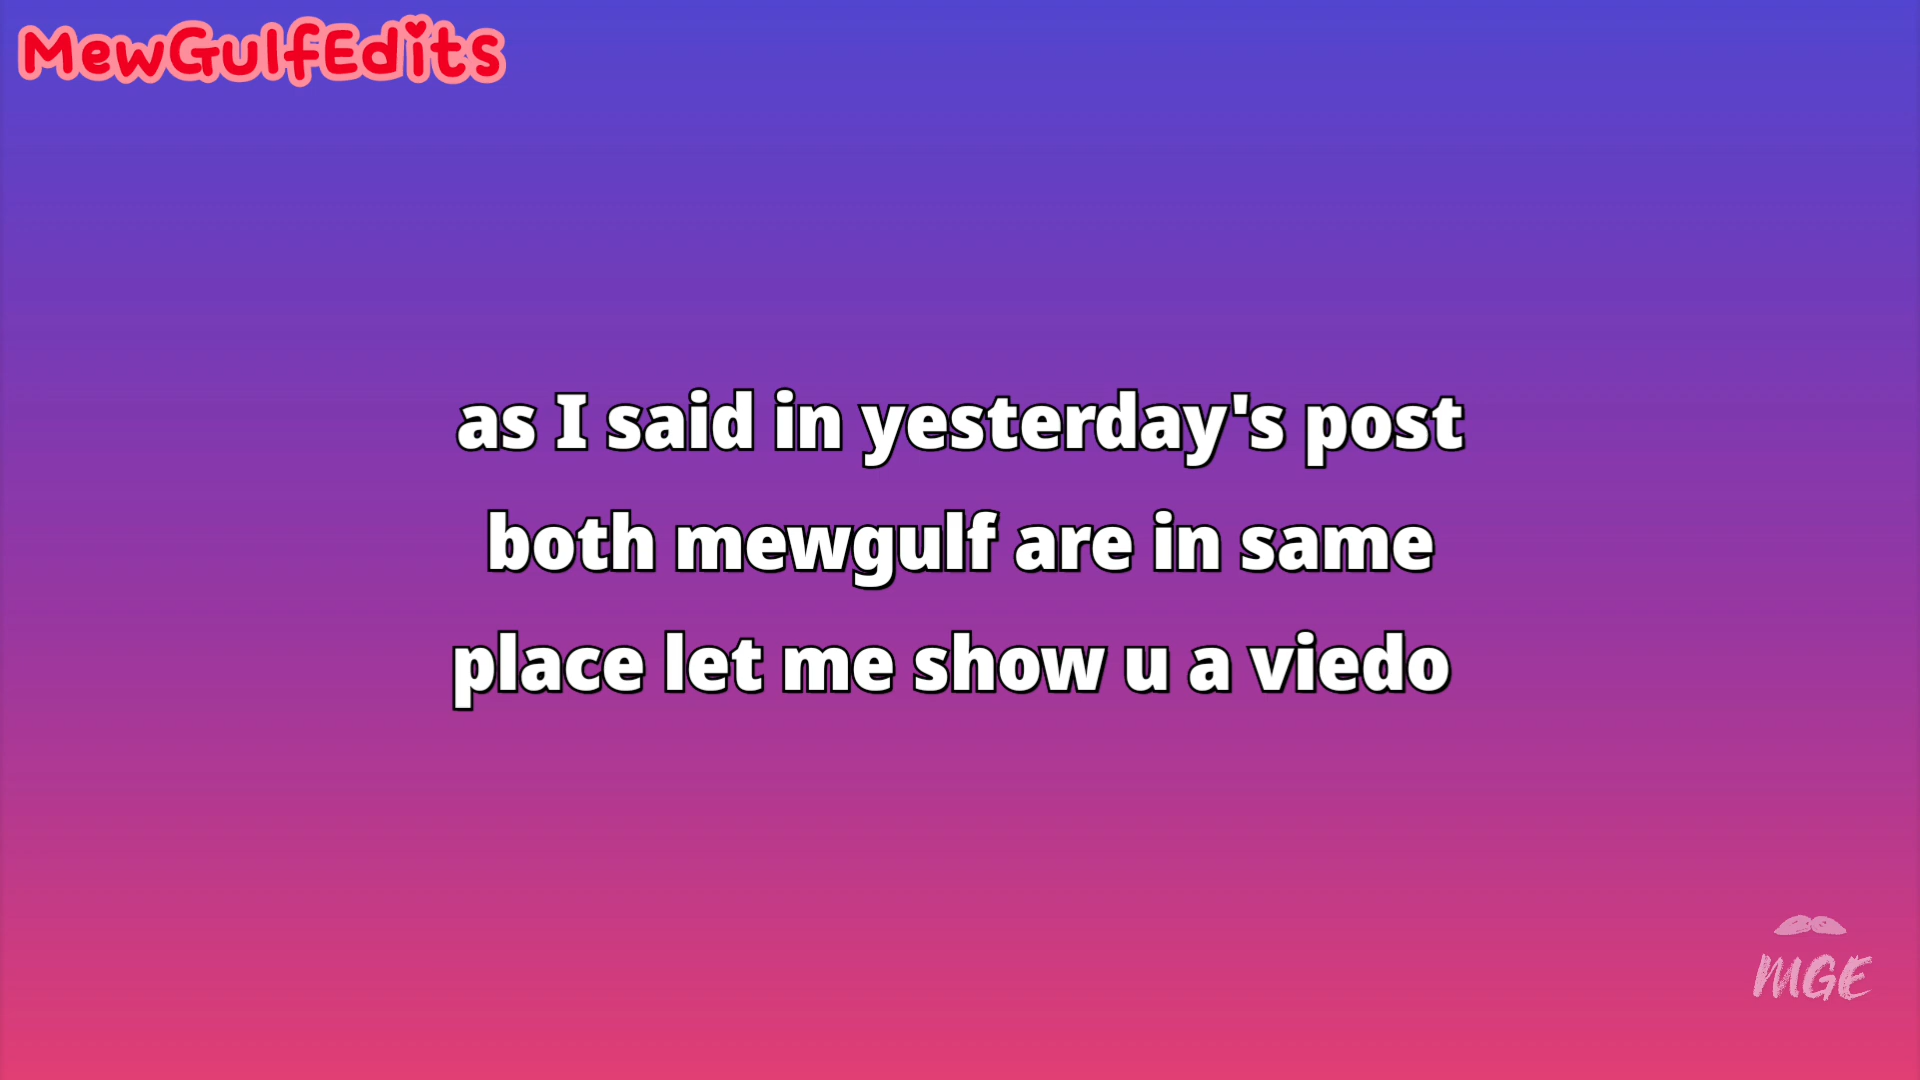 MewGulfEdits
as I said in yesterday's post
both mewgulf are in same
place let me show u a viedo
MGE